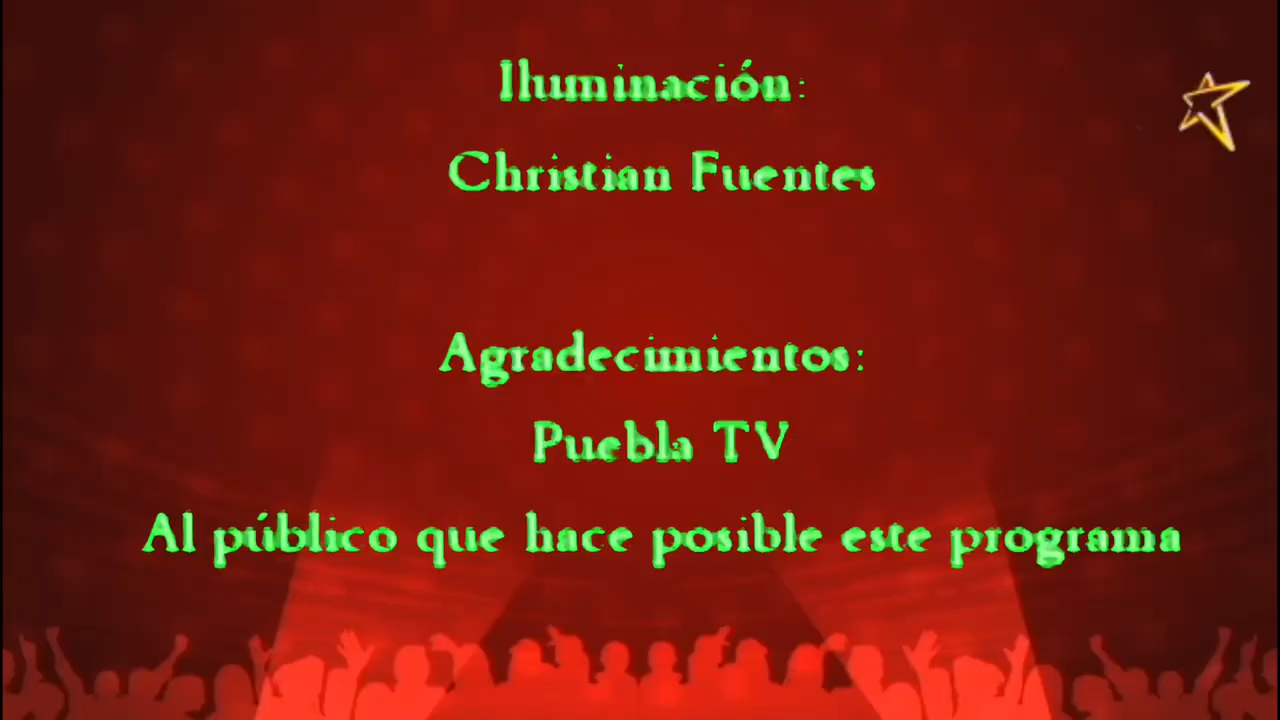 Iluminación:
Christian Fuentes
Agradecimientos:
Puebla TV
Al público que hace posible este programa